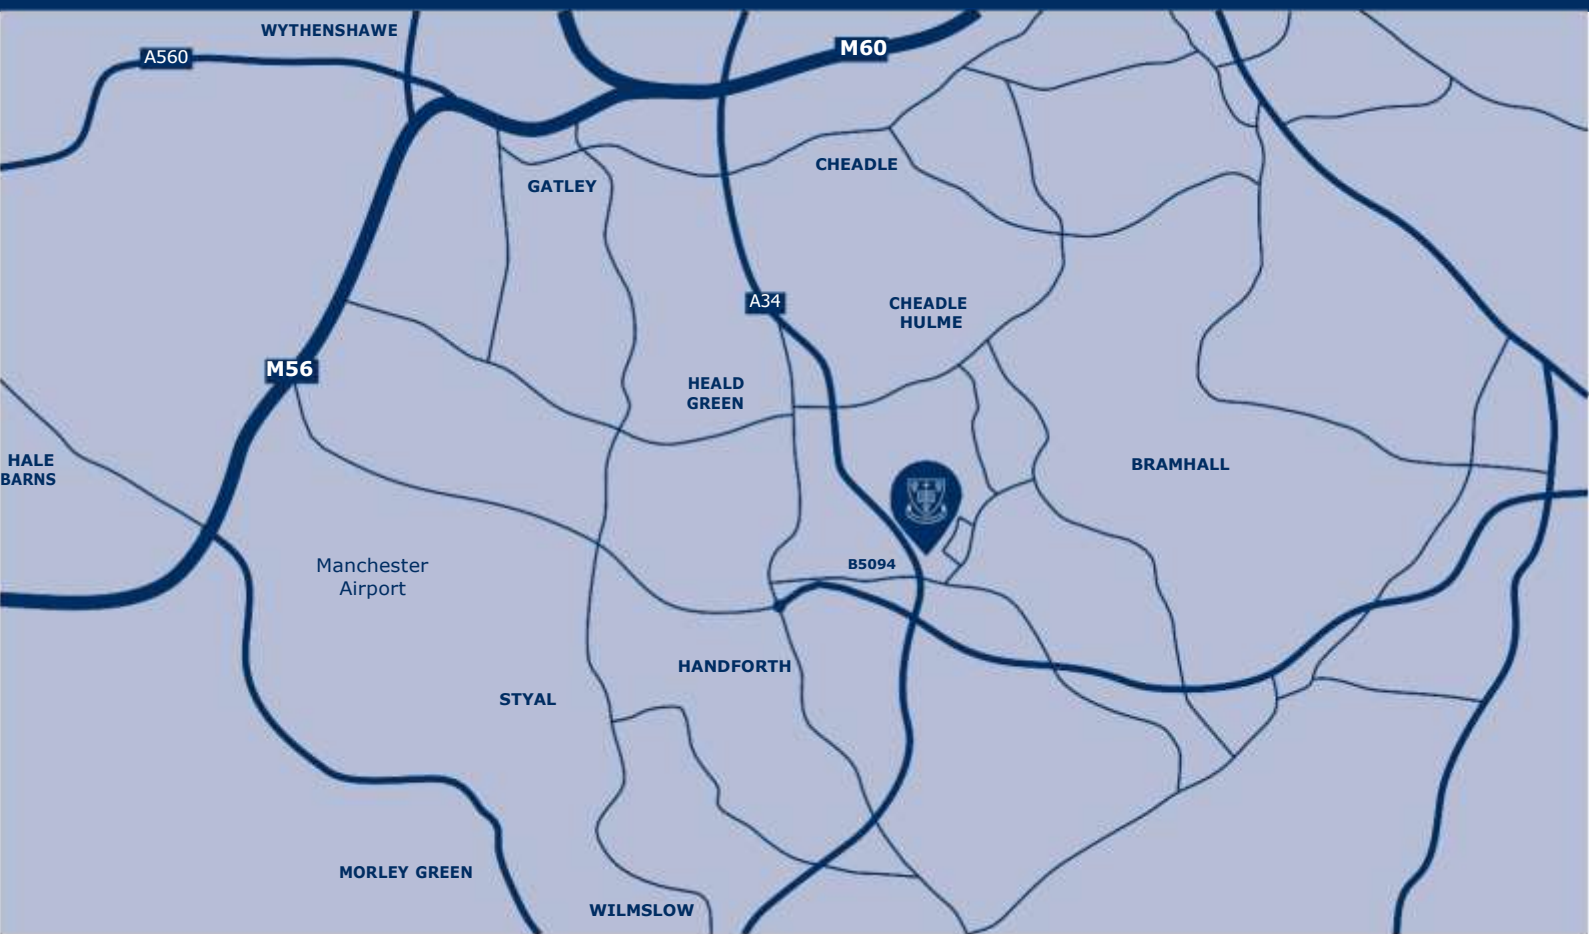 WYTHENSHAWE
A560
M60
CHEADLE
GATLEY
A34
CHEADLE
HULME
M56
HEALD
GREEN
HALE
BARNS
BRAMHALL
Manchester
Airport
B5094
HANDFORTH
STYAL
MORLEY GREEN
WILMSLOW